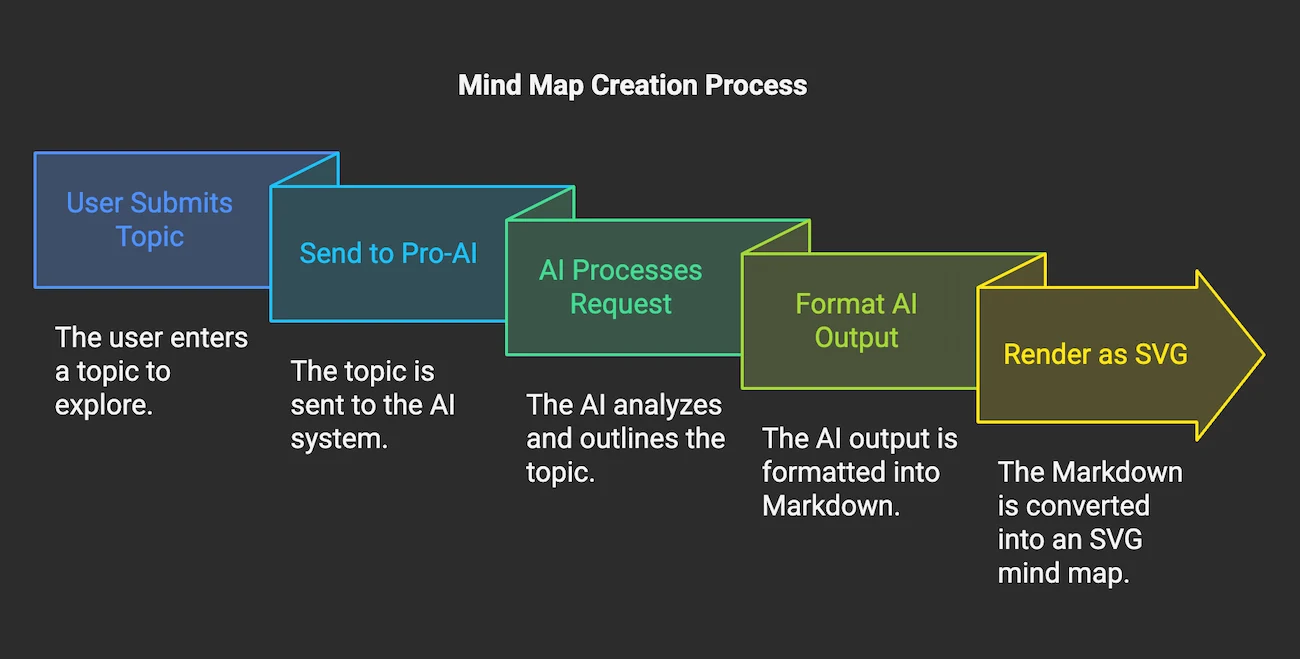 Mind Map Creation Process
User Submits
Topic
The user enters
a topic to
explore.
Send to Pro-AI
The topic is
sent to the AI
system.
AI Processes
Request
The AI analyzes
and outlines the
topic.
Format AI
Output
The AI output is
formatted into
Markdown.
Render as SVG
The Markdown
is converted
into an SVG
mind map.